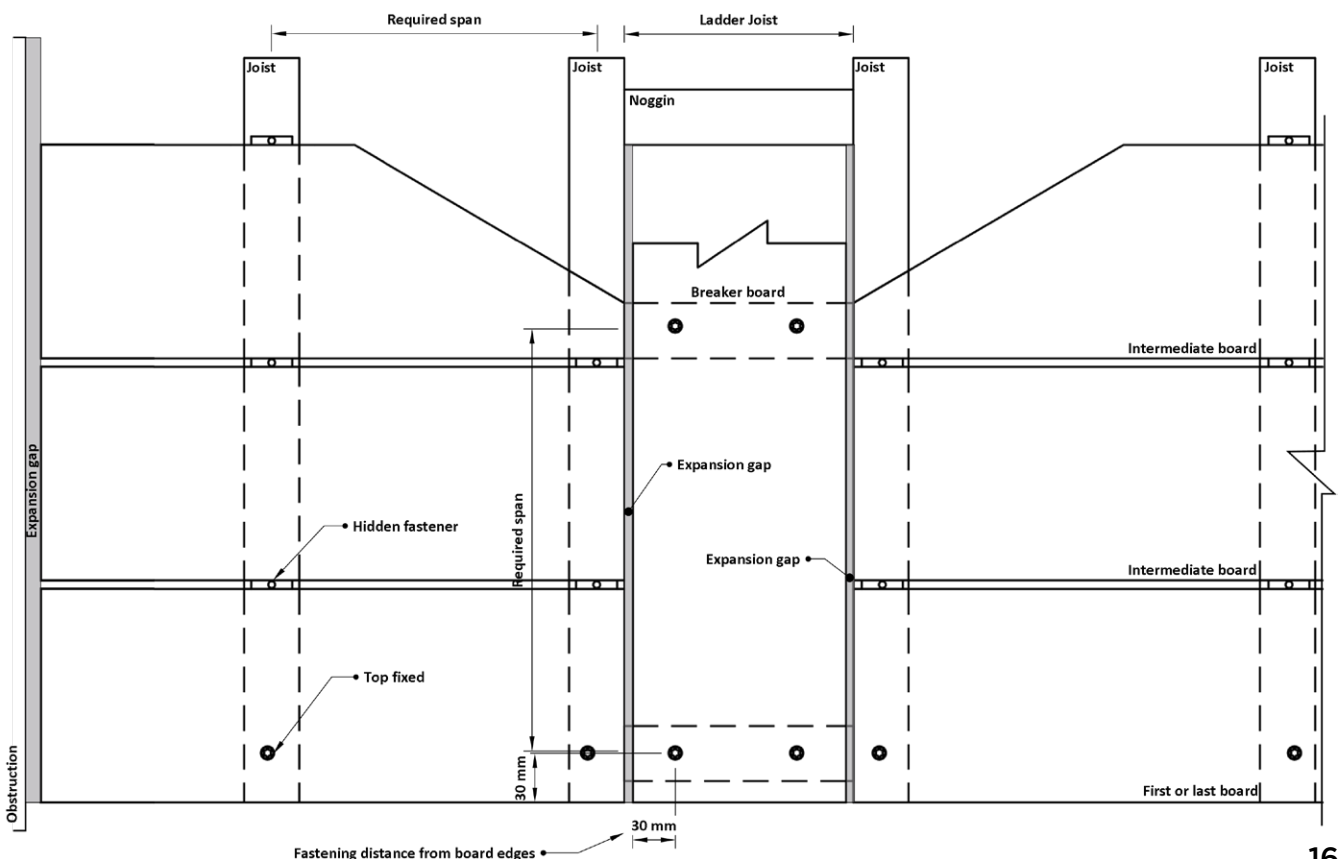 Required span
Ladder Joist
Joist
Joist
Joist
Joist
Noggin
Breaker board
Intermediate board
Expansion gap
Expansion gap
Required span
Hidden fastener
Expansion gap
Intermediate board
Top fixed
Obstruction
30 mm
First or last board
30 mm
Fastening distance from board edges
16